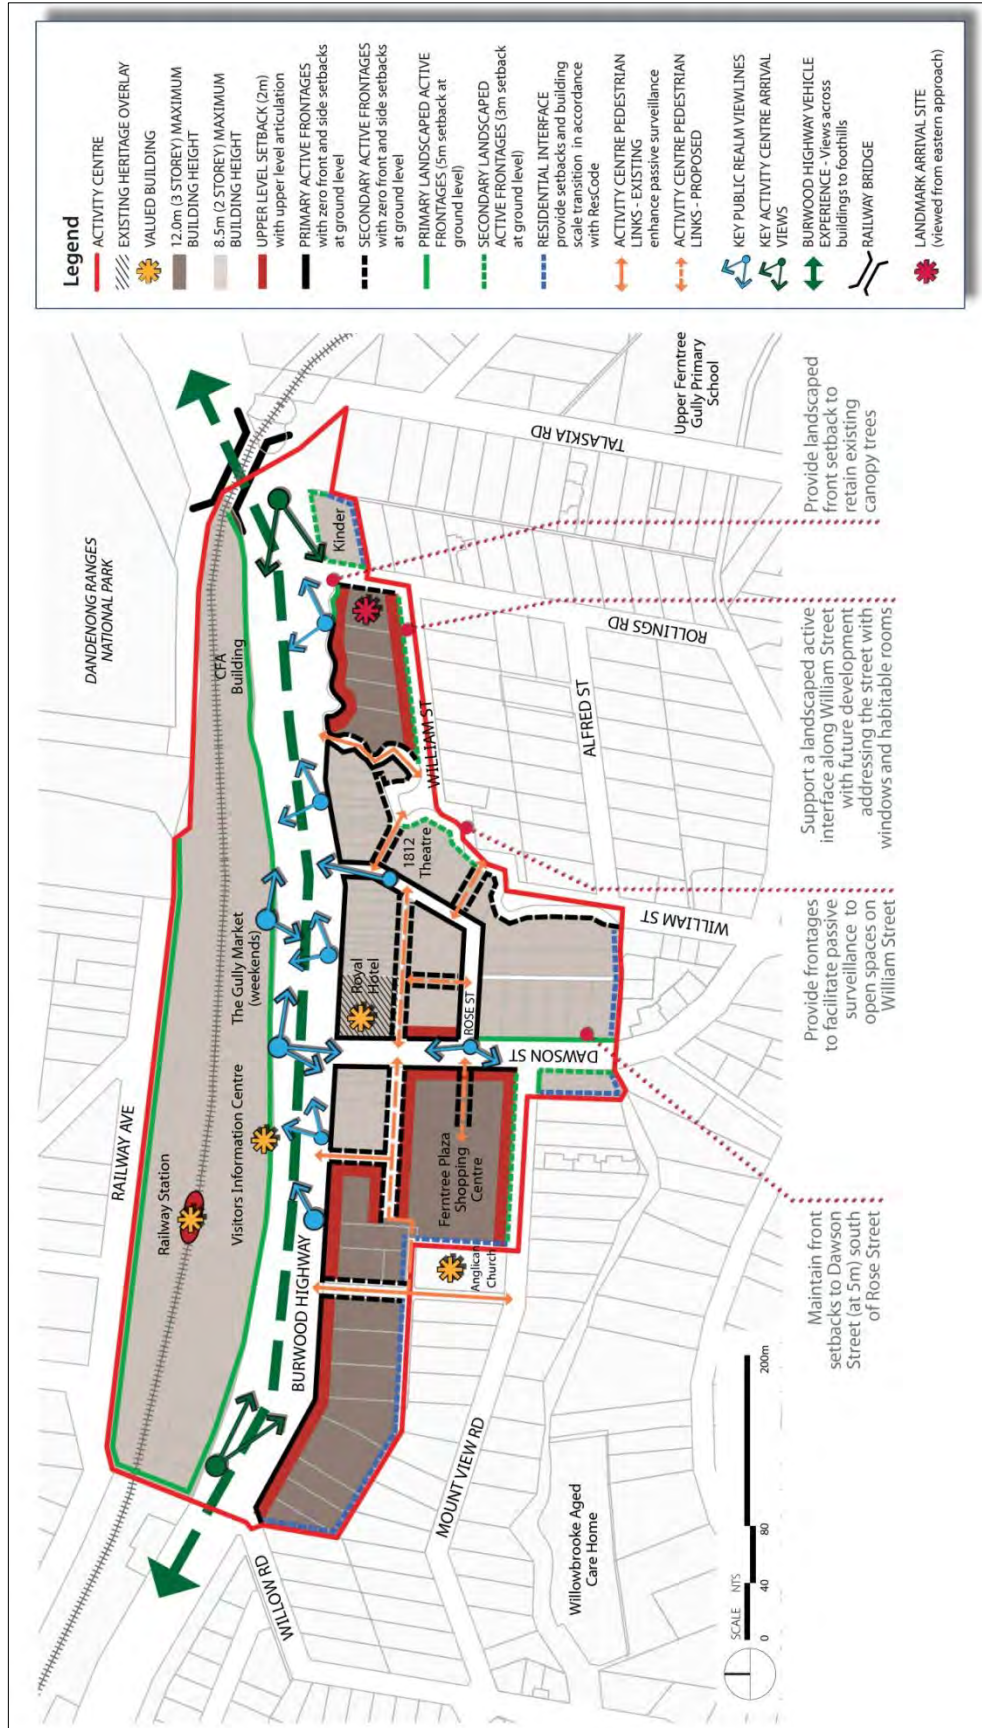 Legend
ACTIVITY CENTRE
EXISTING HERITAGE OVERLAY
VALUED BUILDING
12.0m (3 STOREY) MAXIMUM
BUILDING HEIGHT
8.5m (2 STOREY) MAXIMUM
BUILDING HEIGHT
UPPER LEVEL SETBACK (2m)
with upper level articulation
PRIMARY ACTIVE FRONTAGES
with zero front and side setbacks
at ground level
SECONDARY ACTIVE FRONTAGES
with zero front and side setbacks
at ground level
PRIMARY LANDSCAPED ACTIVE
FRONTAGES (5m setback at
ground level)
SECONDARY LANDSCAPED
ACTIVE FRONTAGES (3m setback
at ground level)
RESIDENTIAL INTERFACE
provide setbacks and building
scale transition in accordance
with ResCode
ACTIVITY CENTRE PEDESTRIAN
LINKS - EXISTING
enhance passive surveillance
ACTIVITY CENTRE PEDESTRIAN
LINKS - PROPOSED
KEY PUBLIC REALM VIEWLINES
KEY ACTIVITY CENTRE ARRIVAL
VIEWS
BURWOOD HIGHWAY VEHICLE
EXPERIENCE - Views across
buildings to foothills
RAILWAY BRIDGE
LANDMARK ARRIVAL SITE
(viewed from eastern approach)
DANDENONG RANGES
NATIONAL PARK
RAILWAY AVE
Railway Station
Visitors Information Centre
The Gully Market
(weekends)
CFA
Building
BURWOOD HIGHWAY
Kinder
Royal
Hotel
1812
Theatre
WILLIAM ST
ROSE ST
DAWSON ST
Ferntree Plaza
Shopping
Centre
Anglican
Church
WILLOW RD
MOUNT VIEW RD
Willowbrooke Aged
Care Home
WILLIAM ST
ALFRED ST
ROLLINGS RD
TALASKIA RD
Upper Ferntree
Gully Primary
School
SCALE NTS
0 40 80 200m
Maintain front
setbacks to Dawson
Street (at 5m) south
of Rose Street
Provide frontages
to facilitate passive
surveillance to
open spaces on
William Street
Support a landscaped active
interface along William Street
with future development
addressing the street with
windows and habitable rooms
Provide landscaped
front setback to
retain existing
canopy trees